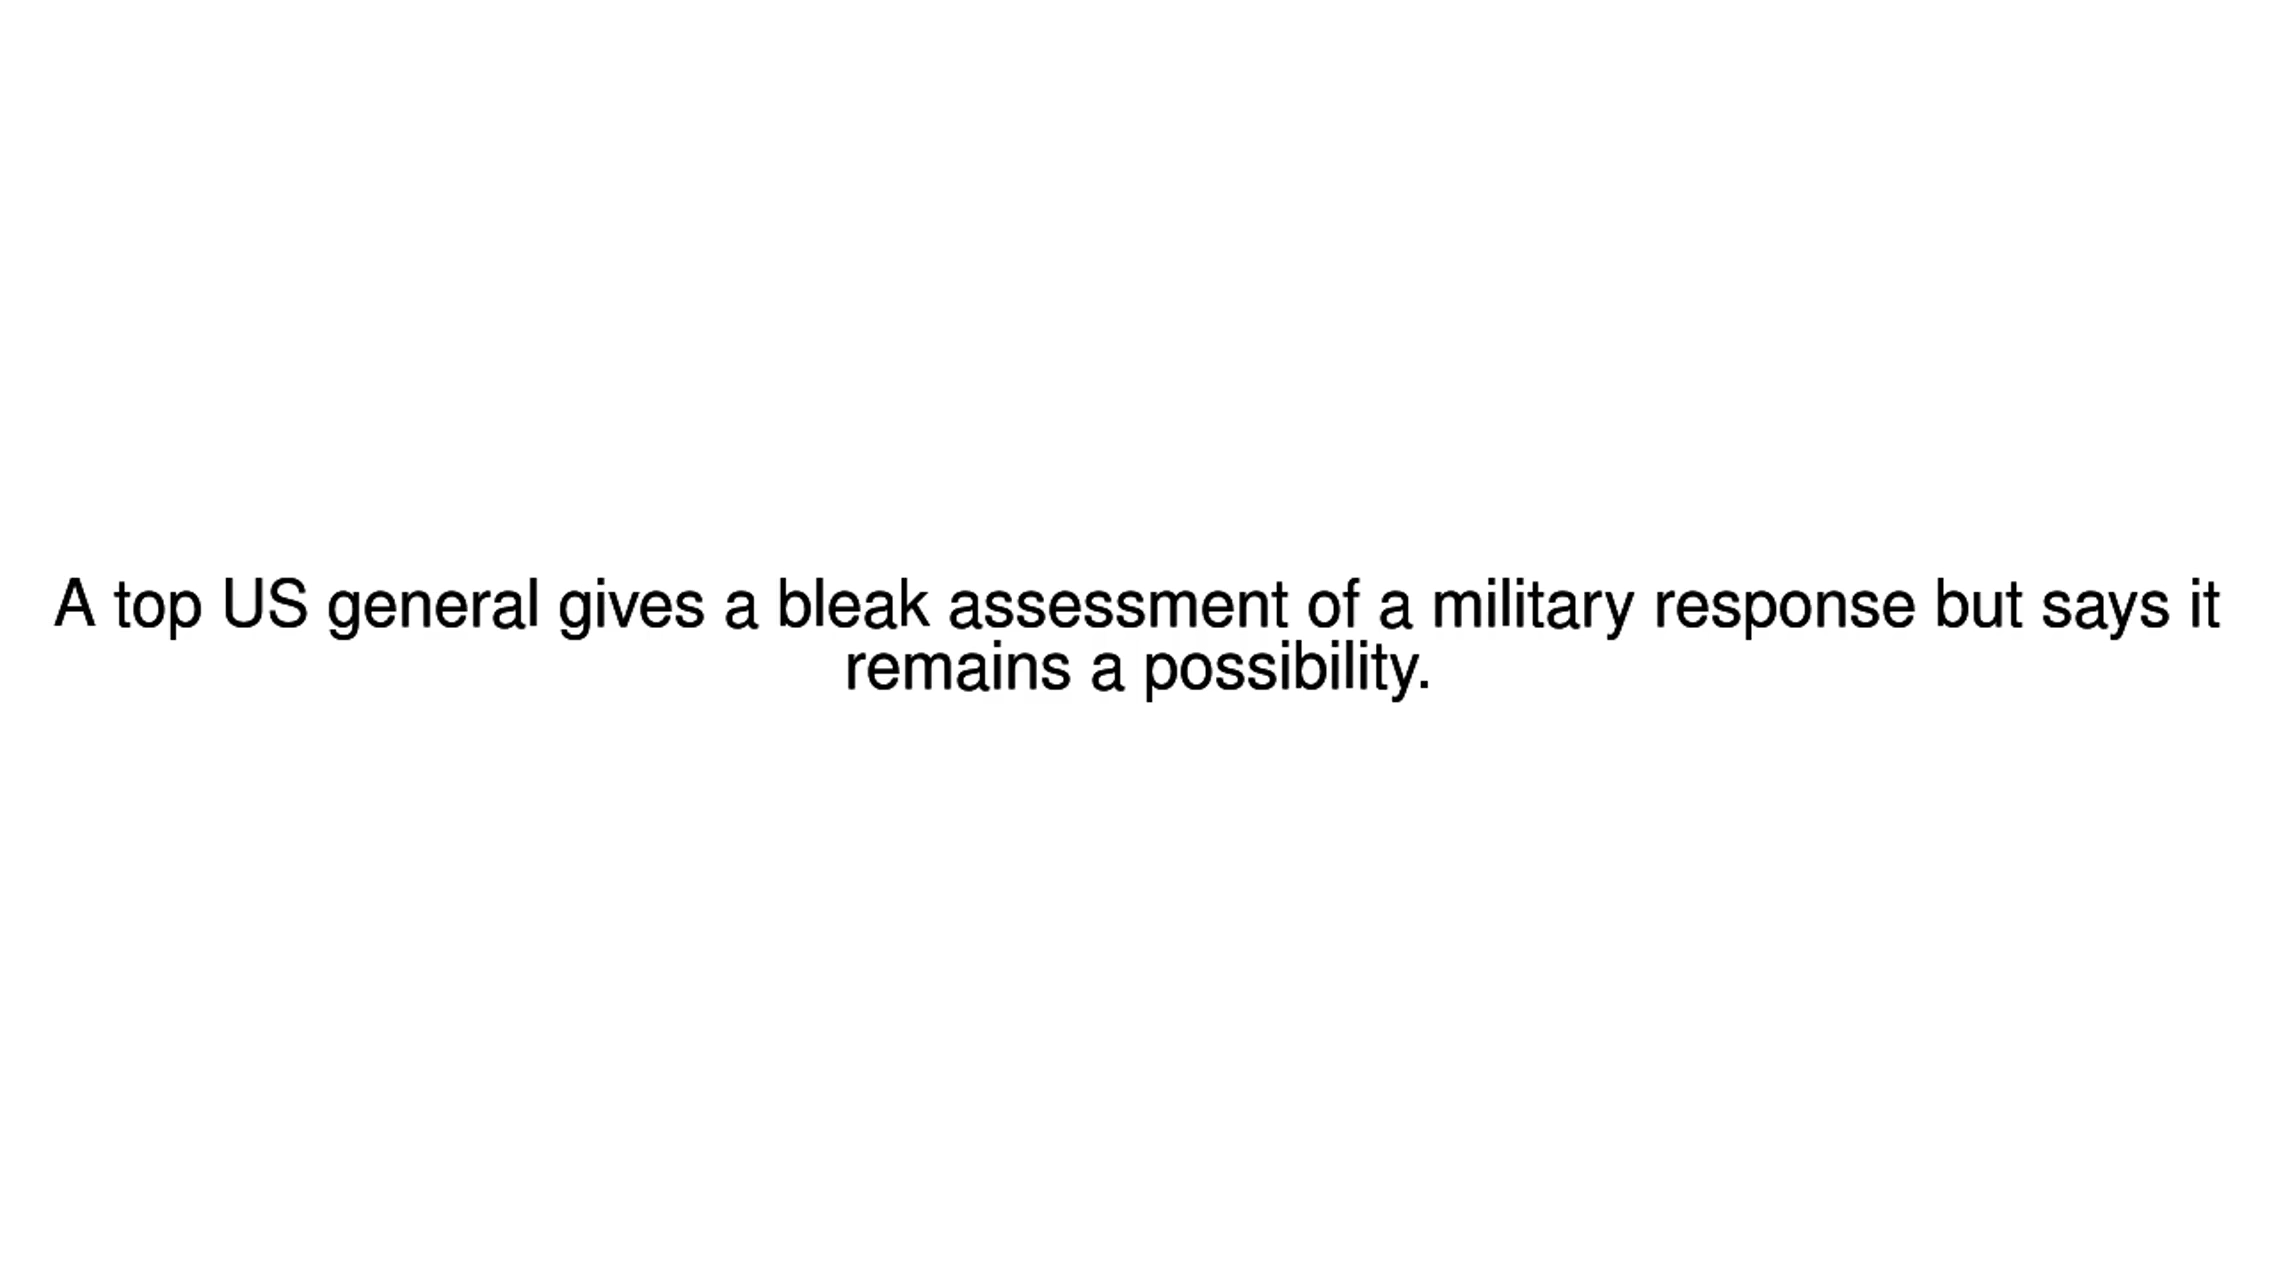 A top US general gives a bleak assessment of a military response but says it
remains a possibility.